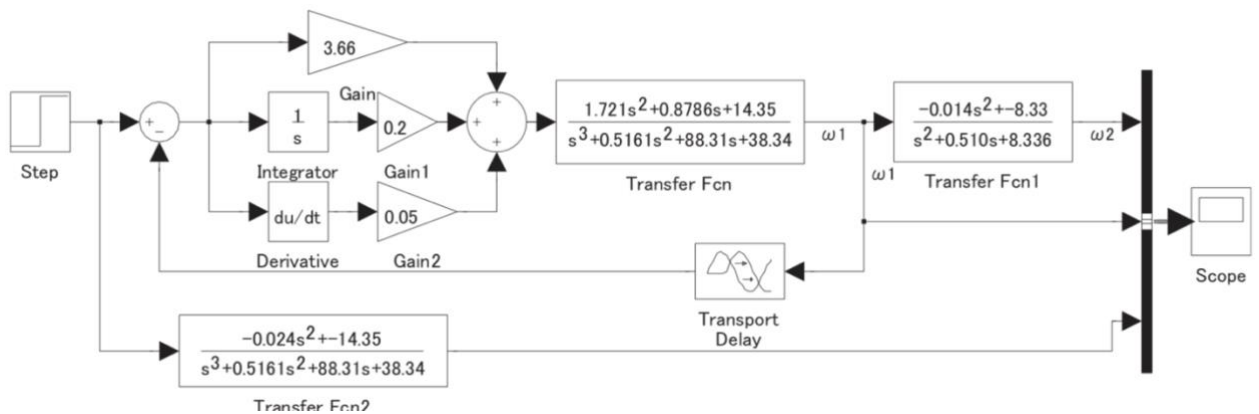 3.66
+
−
1
s
Integrator
Gain
0.2
Gain1
+
+
+
1.721s²+0.8786s+14.35
s³+0.5161s²+88.31s+38.34
Transfer Fcn
ω1
ω1
-0.014s²+-8.33
s²+0.510s+8.336
Transfer Fcn1
ω2
Step
du/dt
Derivative
0.05
Gain2
Transport
Delay
Scope
-0.024s²+-14.35
s³+0.5161s²+88.31s+38.34
Transfer Fcn2